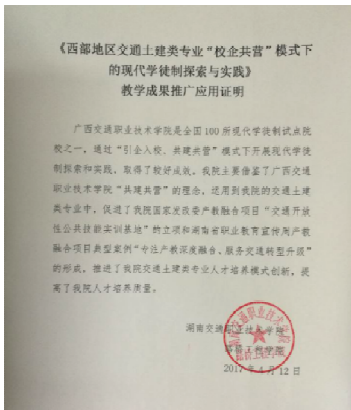 《西部地区交通土建类专业“校企共营”模式下
的现代学徒制探索与实践》
教学成果推广应用证明
广西交通职业技术学院是全国100所现代学徒制试点院
校之一，通过“引企入校、共建共营”模式下开展现代学
徒制探索和实践，取得了较好成效。我院主要借鉴了广西交通
职业技术学院“共建共营”的理念，运用到我院的交通土建
类专业中，促进了我院国家发改委产教融合项目“交通开放
性公共技能实训基地”的立项和湖南省职业教育宣传周产教
融合项目典型案例“专注产教深度融合、服务交通转型升级”
的形成，推进了我院交通土建类专业人才培养模式创新，提
高了我院人才培养质量。
湖南交通职业技术学院
路桥工程学院
2017年4月12日